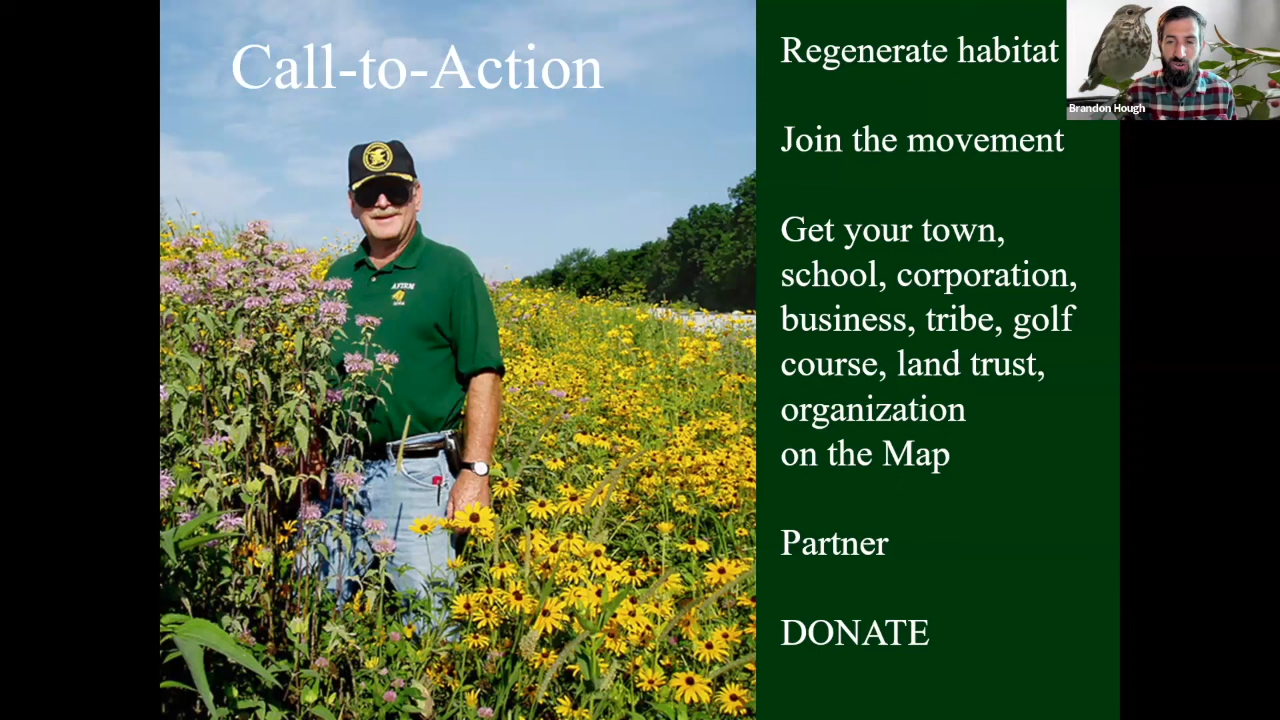 Call-to-Action
Regenerate habitat
Join the movement
Get your town,
school, corporation,
business, tribe, golf
course, land trust,
organization
on the Map
Partner
DONATE
Brandon Hough